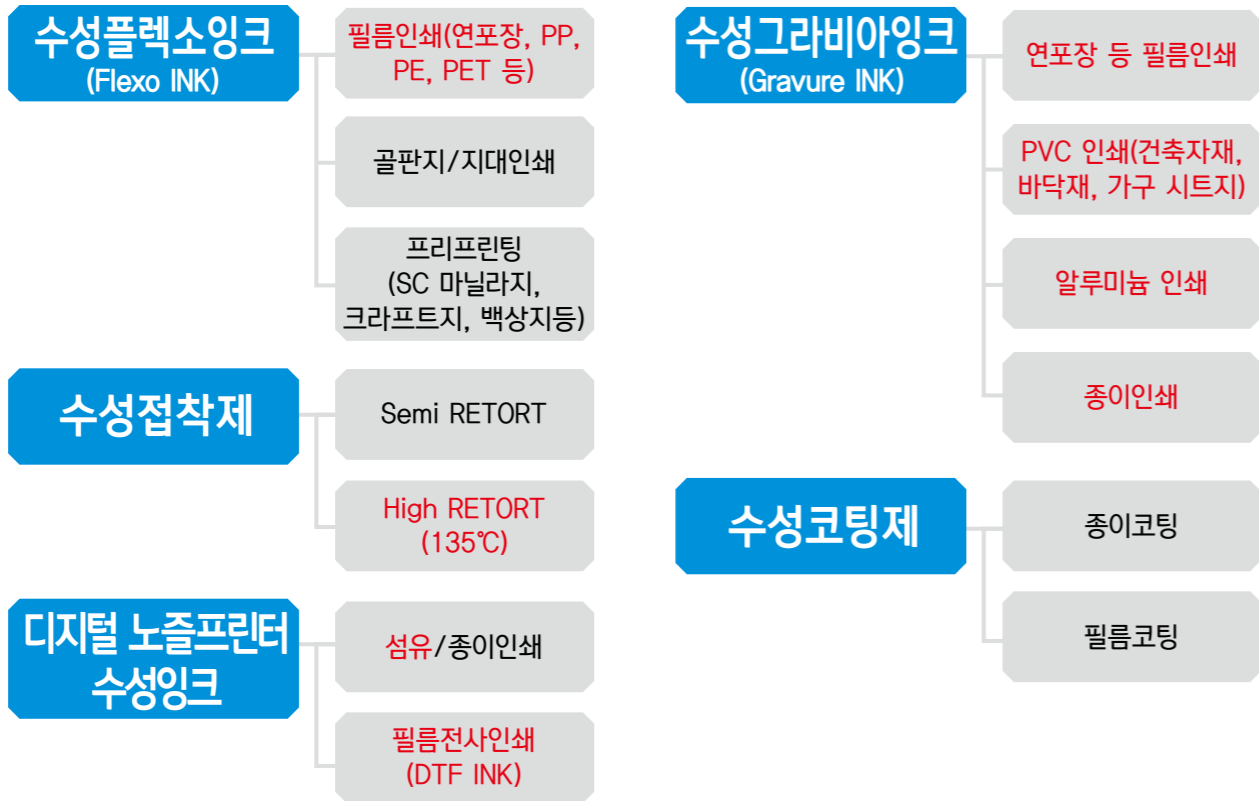 수성플렉소잉크
(Flexo INK)
필름인쇄(연포장, PP,
PE, PET 등)
골판지/지대인쇄
프리프린팅
(SC 마닐라지,
크라프트지, 백상지등)
수성접착제
Semi RETORT
High RETORT
(135℃)
디지털 노즐프린터
수성잉크
섬유/종이인쇄
필름전사인쇄
(DTF INK)
수성그라비아잉크
(Gravure INK)
연포장 등 필름인쇄
PVC 인쇄(건축자재,
바닥재, 가구 시트지)
알루미늄 인쇄
종이인쇄
수성코팅제
종이코팅
필름코팅